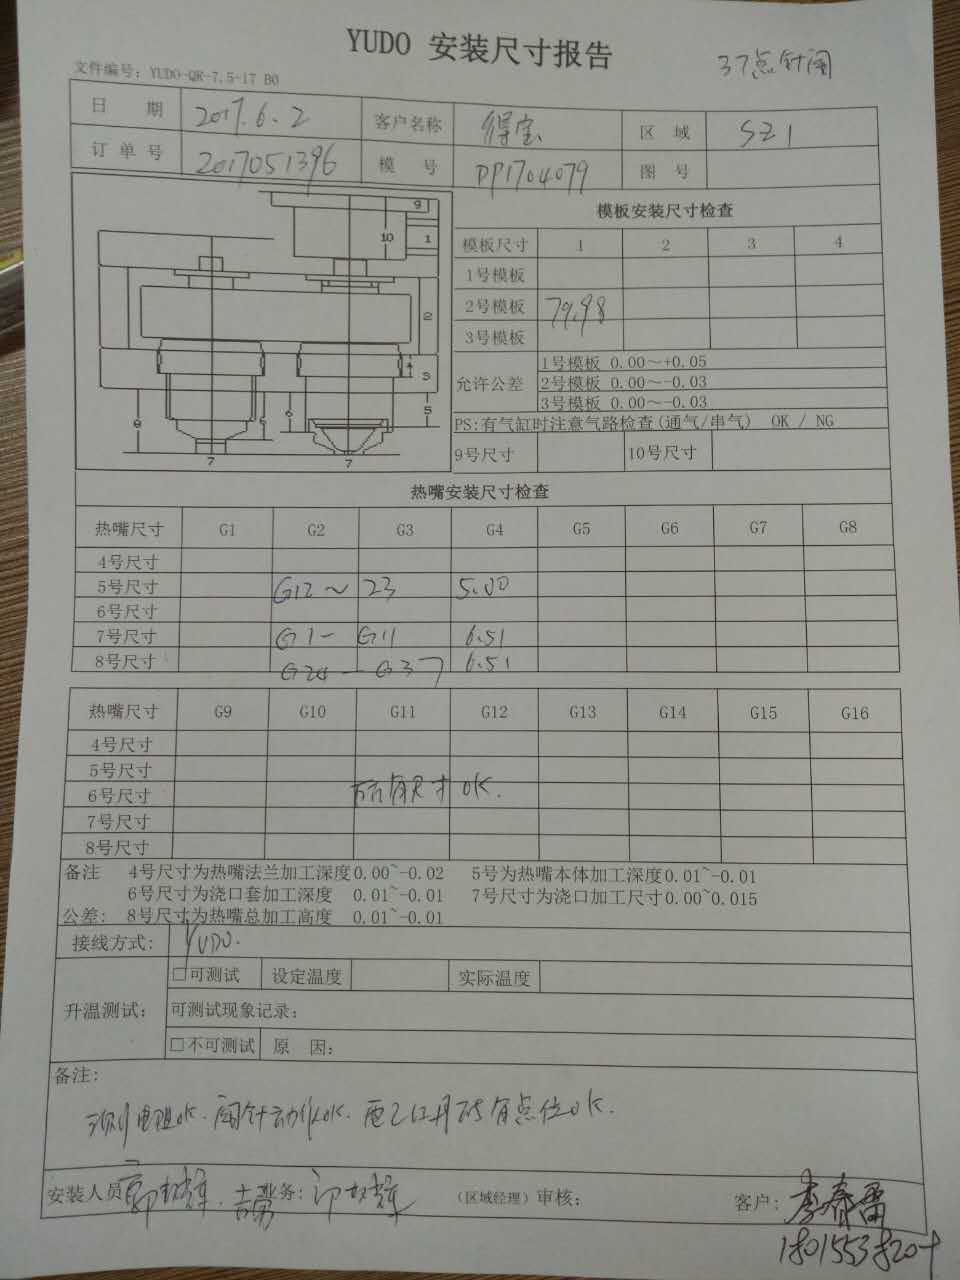 YUDO 安装尺寸报告
37点针阀
文件编号: YUDO-QR-7.5-17 B0
日 期 2017.6.2 客户名称 得宝 区 域 SZ1
订单号 2017051396 模 号 DP1704079 图 号
9
10 1
2
4 3
5
8 6 6
7 7
模板安装尺寸检查
模板尺寸 1 2 3 4
1号模板
2号模板 79.98
3号模板
允许公差
1号模板 0.00~+0.05
2号模板 0.00~-0.03
3号模板 0.00~-0.03
PS:有气缸时注意气路检查(通气/串气) OK / NG
9号尺寸 10号尺寸
热嘴安装尺寸检查
热嘴尺寸 G1 G2 G3 G4 G5 G6 G7 G8
4号尺寸
5号尺寸 G12 ~ 23 5.00
6号尺寸
7号尺寸 G1 - G11 6.51
8号尺寸 G24 — G37 6.51
热嘴尺寸 G9 G10 G11 G12 G13 G14 G15 G16
4号尺寸
5号尺寸
6号尺寸 所有尺寸 OK.
7号尺寸
8号尺寸
备注 4号尺寸为热嘴法兰加工深度0.00~-0.02 5号为热嘴本体加工深度0.01~-0.01
6号尺寸为浇口套加工深度 0.01~-0.01 7号尺寸为浇口加工尺寸0.00~0.015
公差: 8号尺寸为热嘴总加工高度 0.01~-0.01
接线方式: YUDO.
升温测试:
□可测试 设定温度 实际温度
可测试现象记录:
□不可测试 原 因:
备注:
测电阻OK. 阀针动作OK. 所有点位OK.
安装人员 业务: (区域经理)审核: 客户: 李春雷